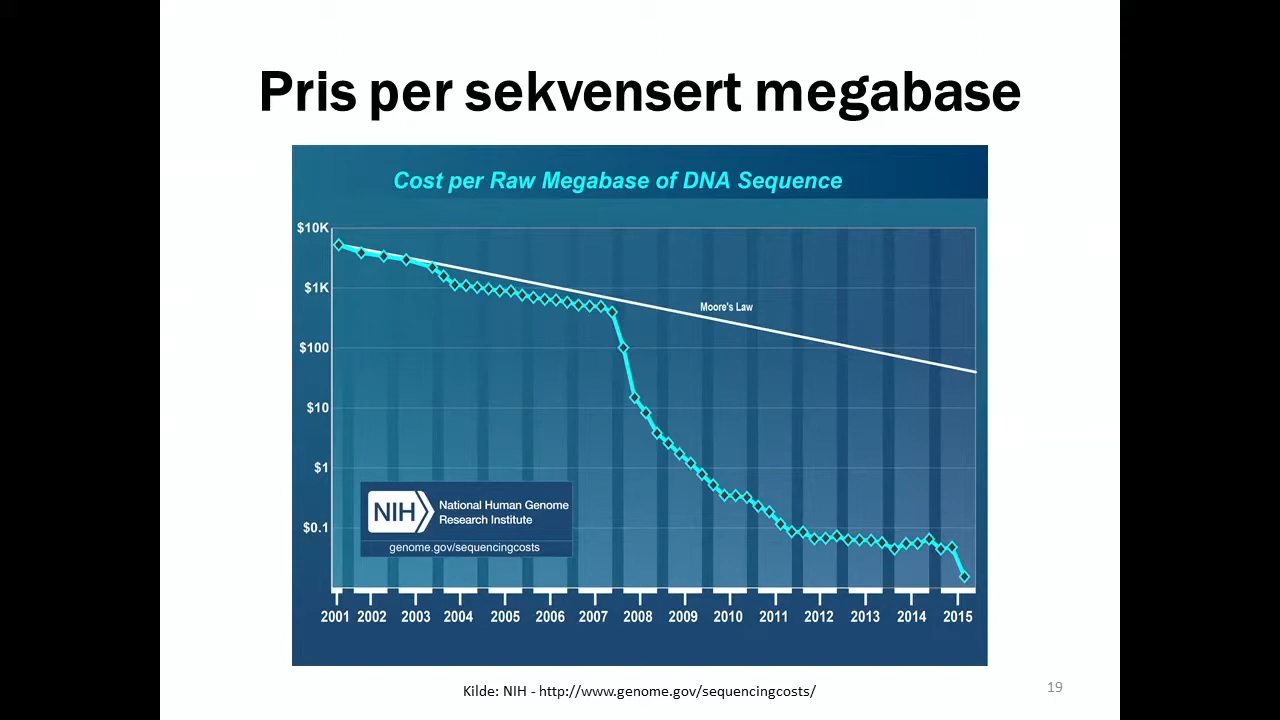 Pris per sekvensert megabase
Cost per Raw Megabase of DNA Sequence
$10K
$1K
Moore's Law
$100
$10
$1
$0.1
NIH
National Human Genome
Research Institute
genome.gov/sequencingcosts
2001 2002 2003 2004 2005 2006 2007 2008 2009 2010 2011 2012 2013 2014 2015
Kilde: NIH - http://www.genome.gov/sequencingcosts/
19